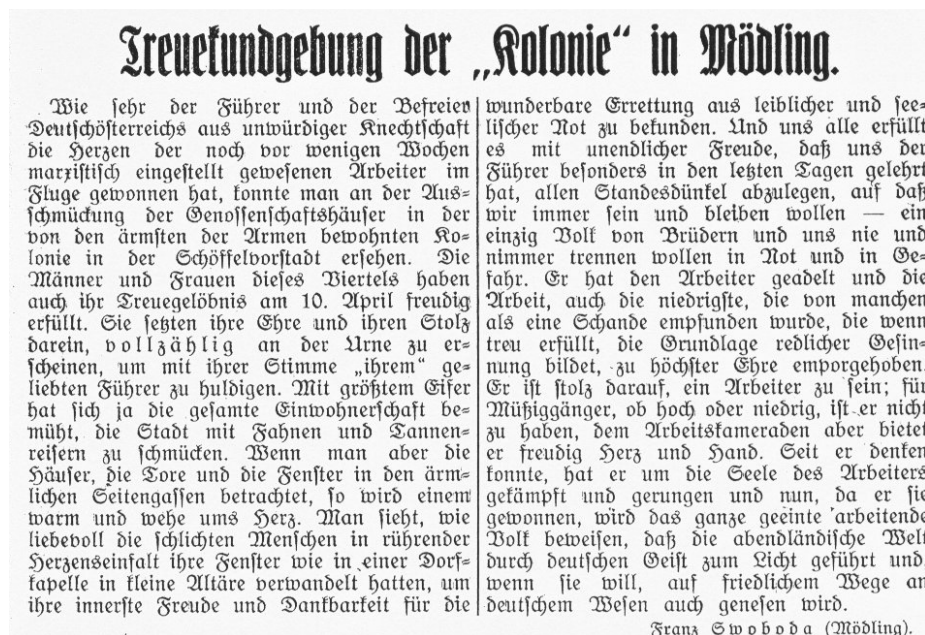 Treuekundgebung der „Kolonie“ in Mödling.
Wie sehr der Führer und der Befreier
Deutschösterreichs aus unwürdiger Knechtschaft
die Herzen der noch vor wenigen Wochen
marxistisch eingestellt gewesenen Arbeiter im
Fluge gewonnen hat, konnte man an der Aus=
schmückung der Genossenschaftshäuser in der
von den ärmsten der Armen bewohnten Ko=
lonie in der Schöffelvorstadt ersehen. Die
Männer und Frauen dieses Viertels haben
auch ihr Treuegelöbnis am 10. April freudig
erfüllt. Sie setzten ihre Ehre und ihren Stolz
darein, vollzählig an der Urne zu er=
scheinen, um mit ihrer Stimme „ihrem“ ge=
liebten Führer zu huldigen. Mit größtem Eifer
hat sich ja die gesamte Einwohnerschaft be=
müht, die Stadt mit Fahnen und Tannen=
reisern zu schmücken. Wenn man aber die
Häuser, die Tore und die Fenster in den ärm=
lichen Seitengassen betrachtet, so wird einem
warm und wehe ums Herz. Man sieht, wie
liebevoll die schlichten Menschen in rührender
Herzenseinfalt ihre Fenster wie in einer Dorf=
kapelle in kleine Altäre verwandelt hatten, um
ihre innerste Freude und Dankbarkeit für die
wunderbare Errettung aus leiblicher und see=
lischer Not zu bekunden. Und uns alle erfüllt
es mit unendlicher Freude, daß uns der
Führer besonders in den letzten Tagen gelehrt
hat, allen Standesdünkel abzulegen, auf daß
wir immer sein und bleiben wollen — ein
einzig Volk von Brüdern und uns nie und
nimmer trennen wollen in Not und in Ge=
fahr. Er hat den Arbeiter geadelt und die
Arbeit, auch die niedrigste, die von manchen
als eine Schande empfunden wurde, die wenn
treu erfüllt, die Grundlage redlicher Gesin=
nung bildet, zu höchster Ehre emporgehoben.
Er ist stolz darauf, ein Arbeiter zu sein; für
Müßiggänger, ob hoch oder niedrig, ist er nicht
zu haben, dem Arbeitskameraden aber bietet
er freudig Herz und Hand. Seit er denken
konnte, hat er um die Seele des Arbeiters
gekämpft und gerungen und nun, da er sie
gewonnen, wird das ganze geeinte arbeitende
Volk beweisen, daß die abendländische Welt
durch deutschen Geist zum Licht geführt und,
wenn sie will, auf friedlichem Wege an
deutschem Wesen auch genesen wird.
Franz Swoboda (Mödling).